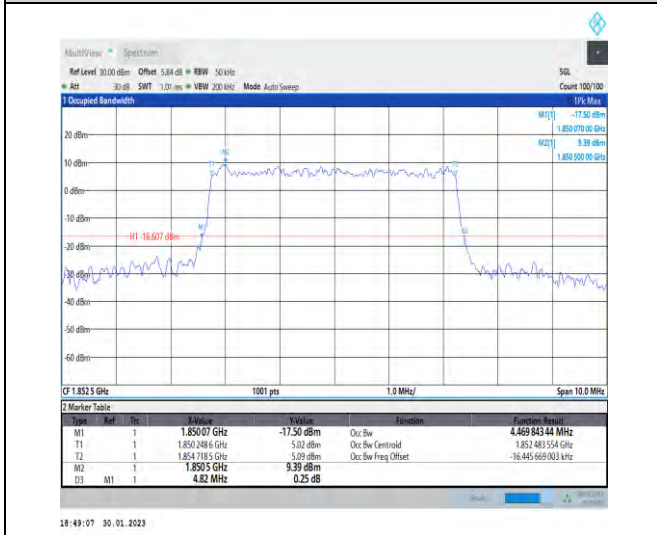 MultiView Spectrum
Ref Level 30.00 dBm Offset 5.84 dB RBW 50 kHz SGL
Att 30 dB SWT 1.01 ms VBW 200 kHz Mode Auto Sweep Count 100/100
1 Occupied Bandwidth 1Pk Max
M1[1] -17.50 dBm
1.850 070 00 GHz
M2[1] 9.39 dBm
1.850 500 00 GHz
20 dBm
10 dBm
M2
T1
T2
0 dBm
-10 dBm
M1
D3
H1 -16.607 dBm
-20 dBm
-30 dBm
-40 dBm
-50 dBm
-60 dBm
CF 1.852 5 GHz 1001 pts 1.0 MHz/ Span 10.0 MHz
2 Marker Table
Type Ref Trc X-Value Y-Value Function Function Result
M1 1 1.85007 GHz -17.50 dBm Occ Bw 4.469 843 44 MHz
T1 1 1.850 248 6 GHz 5.02 dBm Occ Bw Centroid 1.852 483 554 GHz
T2 1 1.854 718 5 GHz 5.09 dBm Occ Bw Freq Offset -16.445 669 003 kHz
M2 1 1.8505 GHz 9.39 dBm
D3 M1 1 4.82 MHz 0.25 dB
18:49:07 30.01.2023